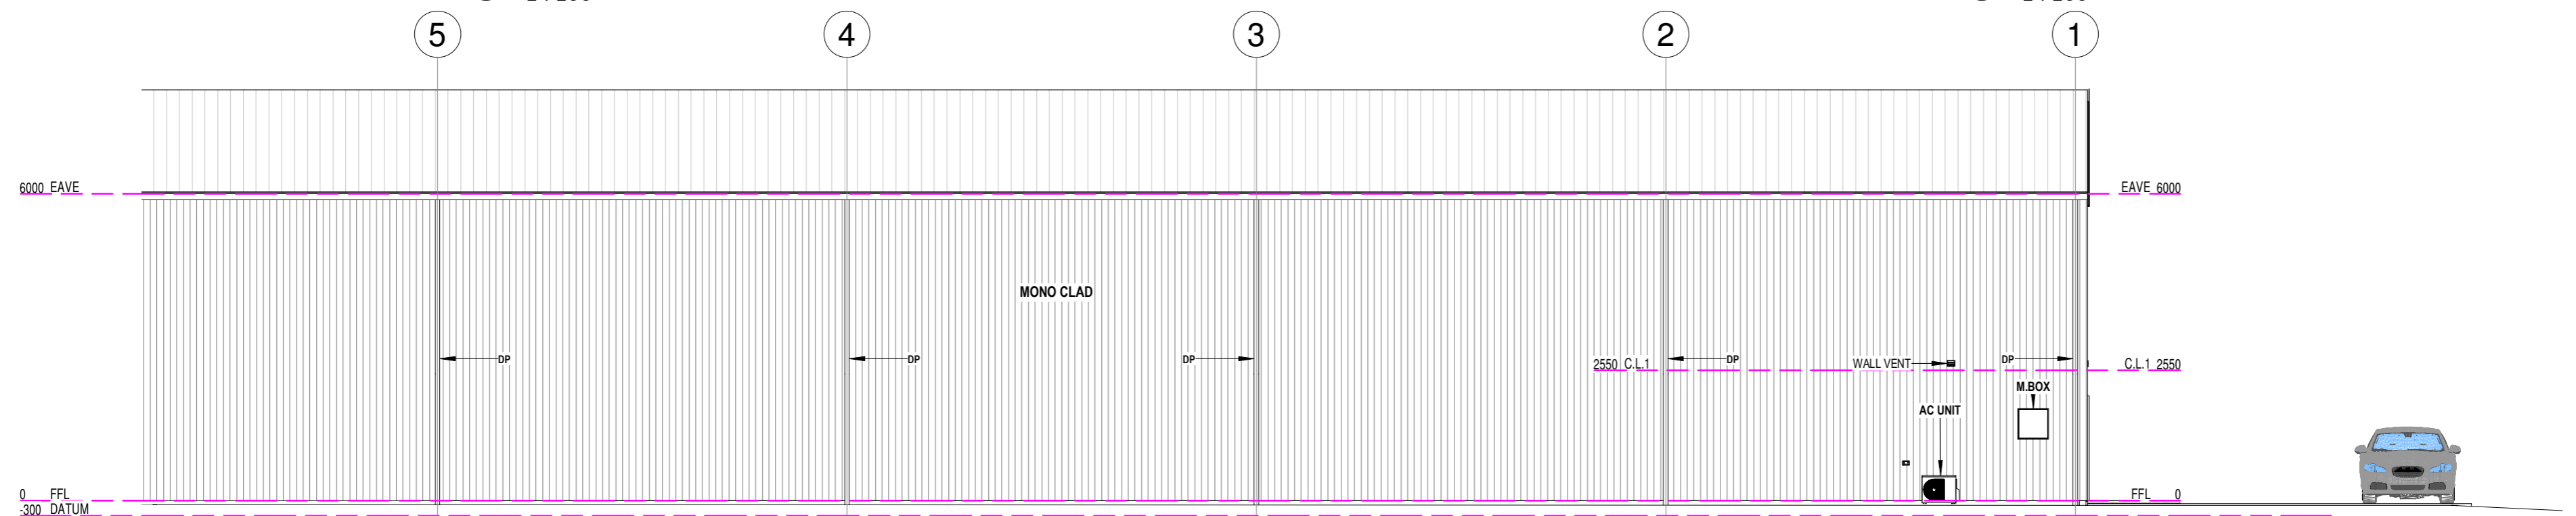 5 4 3 2 1
6000 EAVE
EAVE 6000
MONO CLAD
DP
DP
DP
DP
DP
2550 C.L.1
WALL VENT
C.L.1 2550
M.BOX
AC UNIT
0 FFL
FFL 0
-300 DATUM